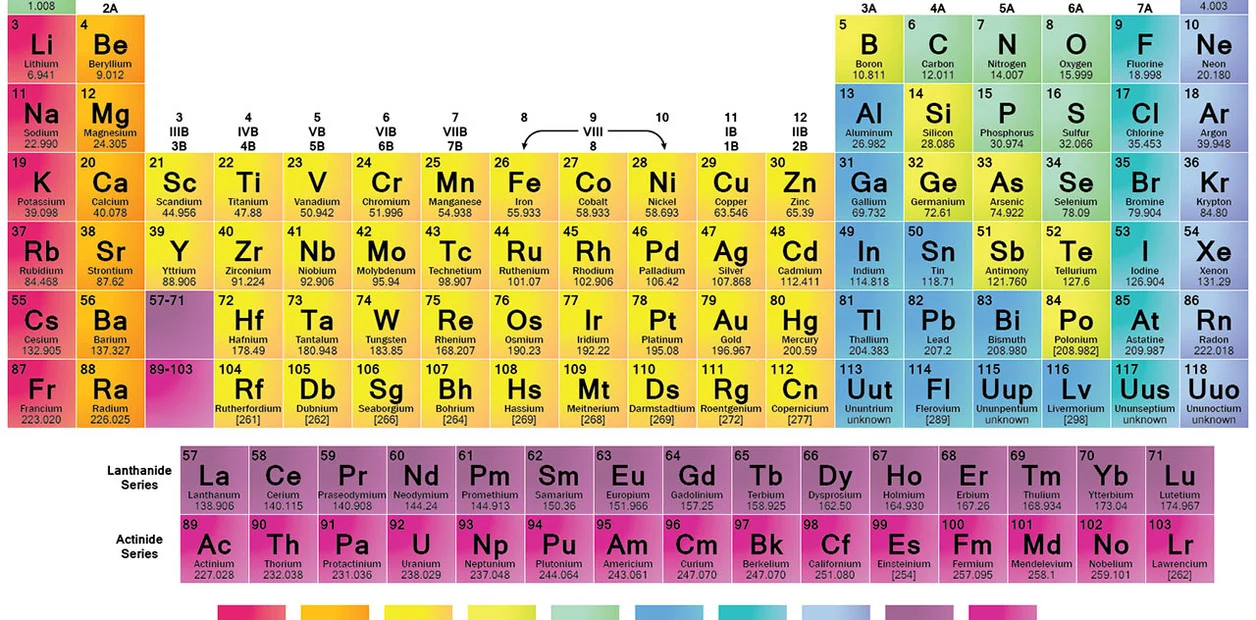 1.008 2A 3A 4A 5A 6A 7A 4.003
3 4 5 6 7 8 9 10
Li Be B C N O F Ne
Lithium Beryllium Boron Carbon Nitrogen Oxygen Fluorine Neon
6.941 9.012 10.811 12.011 14.007 15.999 18.998 20.180
11 12 13 14 15 16 17 18
Na Mg Al Si P S Cl Ar
Sodium Magnesium Aluminum Silicon Phosphorus Sulfur Chlorine Argon
22.990 24.305 26.982 28.086 30.974 32.066 35.453 39.948
3 4 5 6 7 8 9 10 11 12
IIIB IVB VB VIB VIIB VIII IB IIB
3B 4B 5B 6B 7B 8 1B 2B
19 20 21 22 23 24 25 26 27 28 29 30 31 32 33 34 35 36
K Ca Sc Ti V Cr Mn Fe Co Ni Cu Zn Ga Ge As Se Br Kr
Potassium Calcium Scandium Titanium Vanadium Chromium Manganese Iron Cobalt Nickel Copper Zinc Gallium Germanium Arsenic Selenium Bromine Krypton
39.098 40.078 44.956 47.88 50.942 51.996 54.938 55.933 58.933 58.693 63.546 65.39 69.732 72.61 74.922 78.09 79.904 84.80
37 38 39 40 41 42 43 44 45 46 47 48 49 50 51 52 53 54
Rb Sr Y Zr Nb Mo Tc Ru Rh Pd Ag Cd In Sn Sb Te I Xe
Rubidium Strontium Yttrium Zirconium Niobium Molybdenum Technetium Ruthenium Rhodium Palladium Silver Cadmium Indium Tin Antimony Tellurium Iodine Xenon
84.468 87.62 88.906 91.224 92.906 95.94 98.907 101.07 102.906 106.42 107.868 112.411 114.818 118.71 121.760 127.6 126.904 131.29
55 56 57-71 72 73 74 75 76 77 78 79 80 81 82 83 84 85 86
Cs Ba Hf Ta W Re Os Ir Pt Au Hg Tl Pb Bi Po At Rn
Cesium Barium Hafnium Tantalum Tungsten Rhenium Osmium Iridium Platinum Gold Mercury Thallium Lead Bismuth Polonium Astatine Radon
132.905 137.327 178.49 180.948 183.85 168.207 190.23 192.22 195.08 196.967 200.59 204.383 207.2 208.980 [208.982] 209.987 222.018
87 88 89-103 104 105 106 107 108 109 110 111 112 113 114 115 116 117 118
Fr Ra Rf Db Sg Bh Hs Mt Ds Rg Cn Uut Fl Uup Lv Uus Uuo
Francium Radium Rutherfordium Dubnium Seaborgium Bohrium Hassium Meitnerium Darmstadtium Roentgenium Copernicium Ununtrium Flerovium Ununpentium Livermorium Ununseptium Ununoctium
223.020 226.025 [261] [262] [266] [264] [269] [268] [269] [272] [277] unknown [289] unknown [298] unknown unknown
Lanthanide
Series
57 58 59 60 61 62 63 64 65 66 67 68 69 70 71
La Ce Pr Nd Pm Sm Eu Gd Tb Dy Ho Er Tm Yb Lu
Lanthanum Cerium Praseodymium Neodymium Promethium Samarium Europium Gadolinium Terbium Dysprosium Holmium Erbium Thulium Ytterbium Lutetium
138.906 140.115 140.908 144.24 144.913 150.36 151.966 157.25 158.925 162.50 164.930 167.26 168.934 173.04 174.967
Actinide
Series
89 90 91 92 93 94 95 96 97 98 99 100 101 102 103
Ac Th Pa U Np Pu Am Cm Bk Cf Es Fm Md No Lr
Actinium Thorium Protactinium Uranium Neptunium Plutonium Americium Curium Berkelium Californium Einsteinium Fermium Mendelevium Nobelium Lawrencium
227.028 232.038 231.036 238.029 237.048 244.064 243.061 247.070 247.070 251.080 [254] 257.095 258.1 259.101 [262]